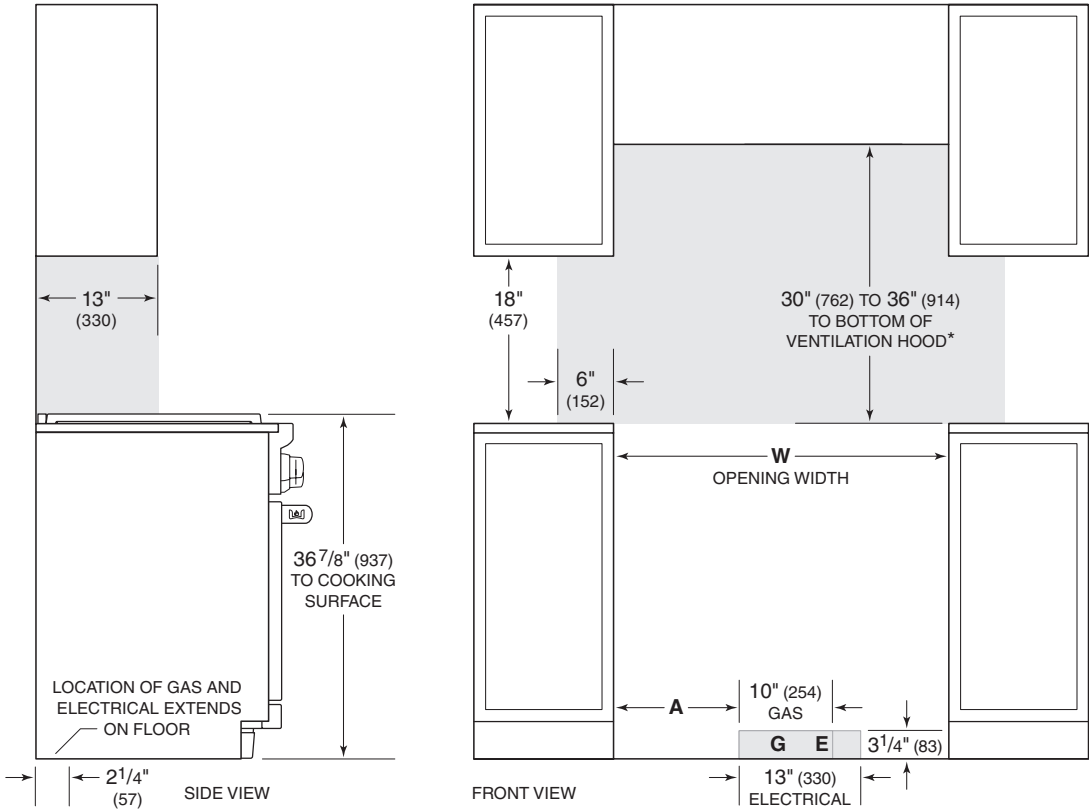 13"
(330)
18"
(457)
30" (762) TO 36" (914)
TO BOTTOM OF
VENTILATION HOOD*
6"
(152)
W
OPENING WIDTH
36 7/8" (937)
TO COOKING
SURFACE
LOCATION OF GAS AND
ELECTRICAL EXTENDS
ON FLOOR
A
10" (254)
GAS
G E
3 1/4" (83)
2 1/4"
(57)
SIDE VIEW
FRONT VIEW
13" (330)
ELECTRICAL